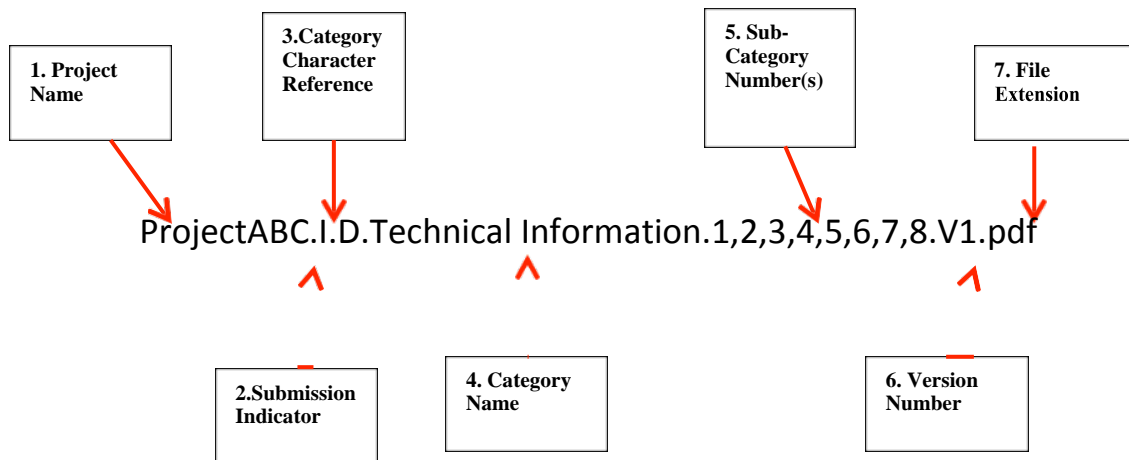 1. Project
Name
3.Category
Character
Reference
5. Sub-
Category
Number(s)
7. File
Extension
ProjectABC.I.D.Technical Information.1,2,3,4,5,6,7,8.V1.pdf
2.Submission
Indicator
4. Category
Name
6. Version
Number